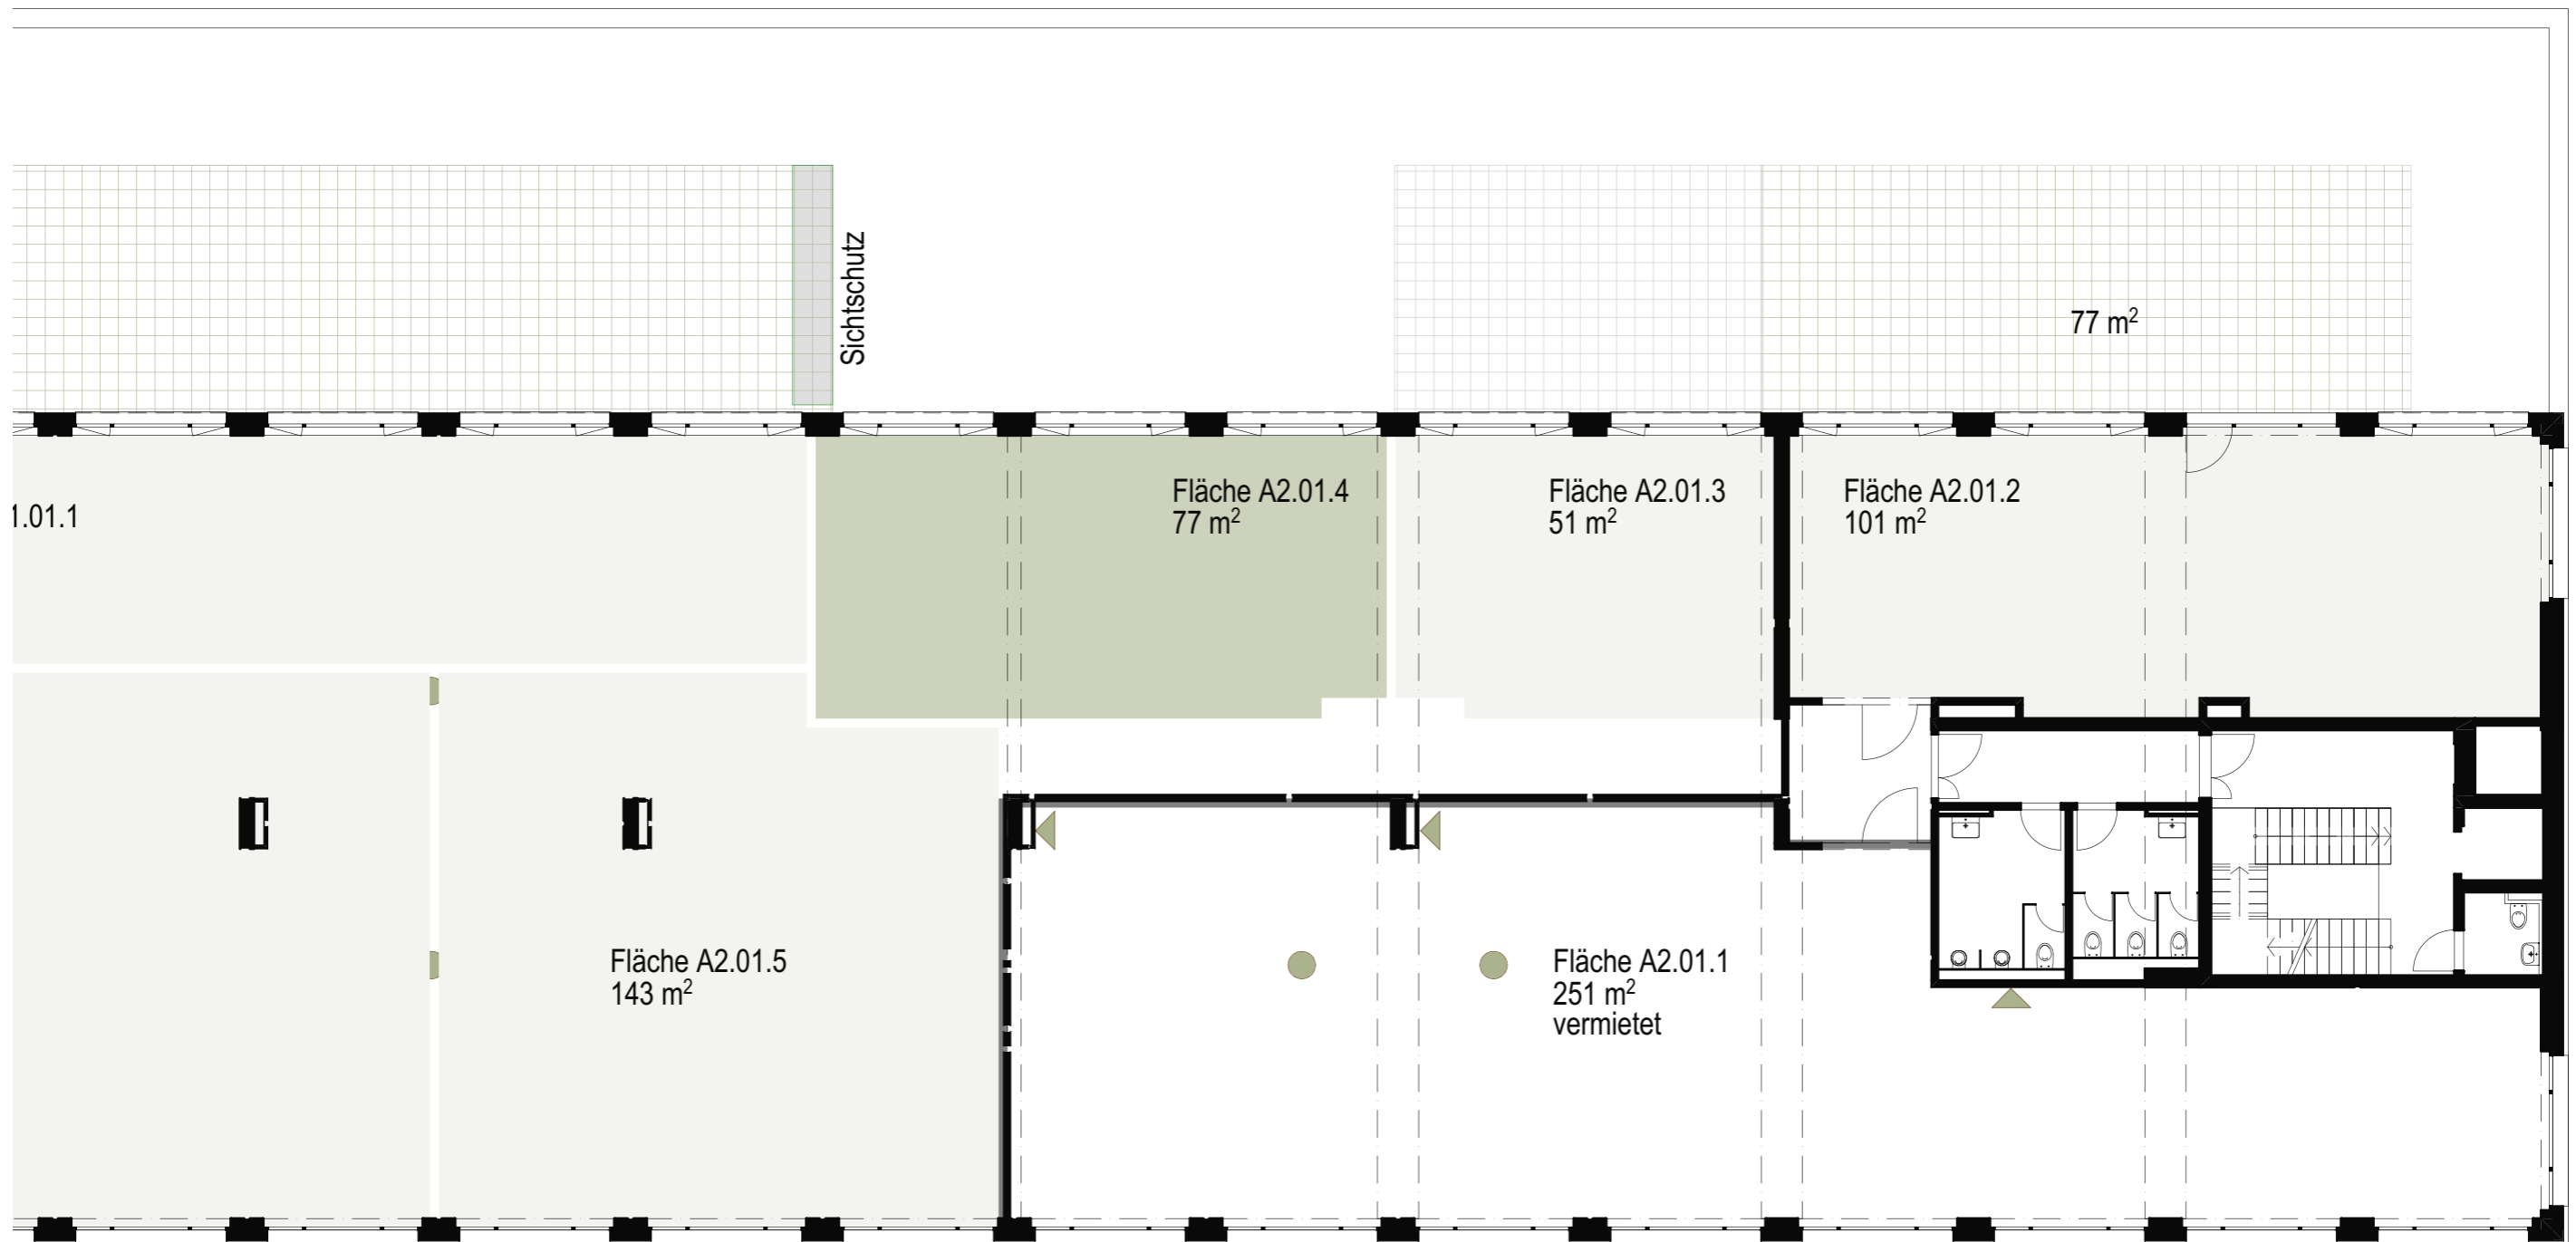 Sichtschutz
77 m²
Fläche A2.01.4
77 m²
Fläche A2.01.3
51 m²
Fläche A2.01.2
101 m²
1.01.1
Fläche A2.01.5
143 m²
Fläche A2.01.1
251 m²
vermietet